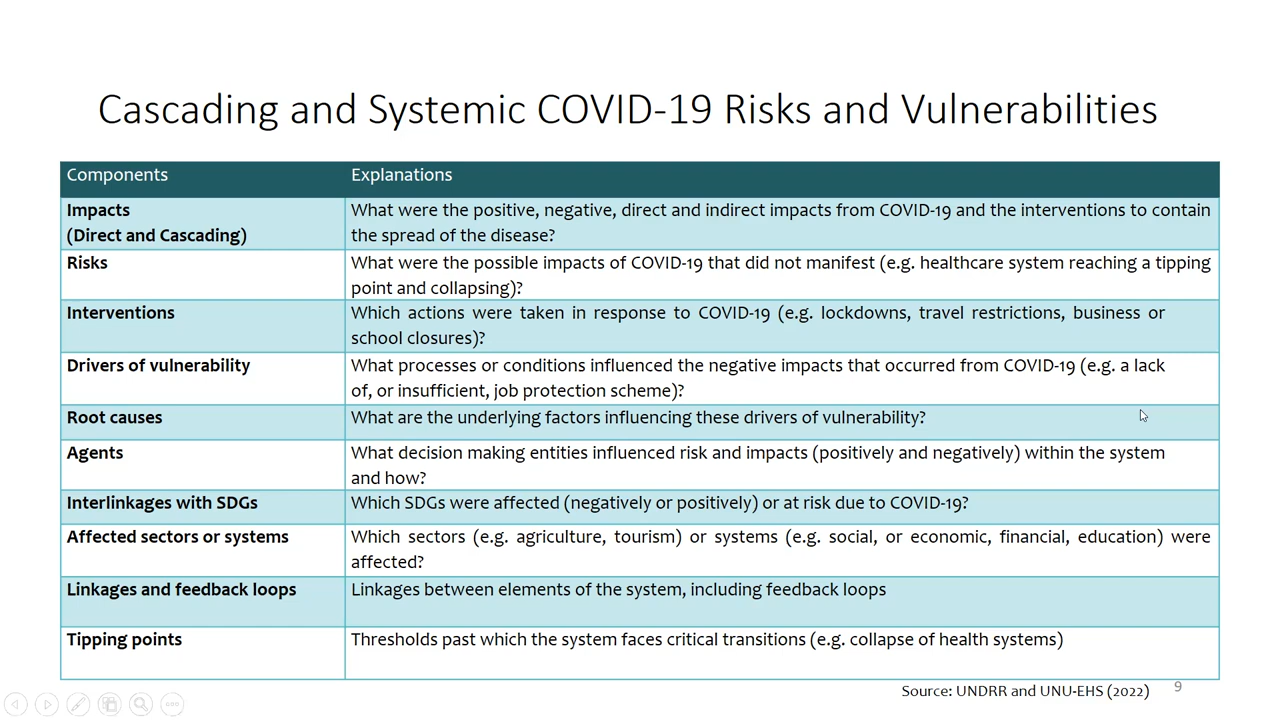 Cascading and Systemic COVID-19 Risks and Vulnerabilities
Components
Explanations
Impacts
(Direct and Cascading)
What were the positive, negative, direct and indirect impacts from COVID-19 and the interventions to contain
the spread of the disease?
Risks
What were the possible impacts of COVID-19 that did not manifest (e.g. healthcare system reaching a tipping
point and collapsing)?
Interventions
Which actions were taken in response to COVID-19 (e.g. lockdowns, travel restrictions, business or
school closures)?
Drivers of vulnerability
What processes or conditions influenced the negative impacts that occurred from COVID-19 (e.g. a lack
of, or insufficient, job protection scheme)?
Root causes
What are the underlying factors influencing these drivers of vulnerability?
Agents
What decision making entities influenced risk and impacts (positively and negatively) within the system
and how?
Interlinkages with SDGs
Which SDGs were affected (negatively or positively) or at risk due to COVID-19?
Affected sectors or systems
Which sectors (e.g. agriculture, tourism) or systems (e.g. social, or economic, financial, education) were
affected?
Linkages and feedback loops
Linkages between elements of the system, including feedback loops
Tipping points
Thresholds past which the system faces critical transitions (e.g. collapse of health systems)
Source: UNDRR and UNU-EHS (2022)
9